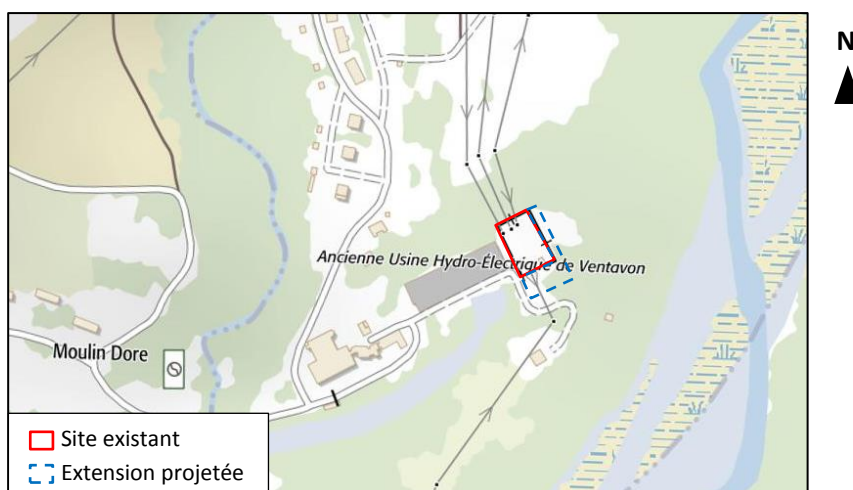 N
Ancienne Usine Hydro-Électrique de Ventavon
Moulin Dore
Site existant
Extension projetée